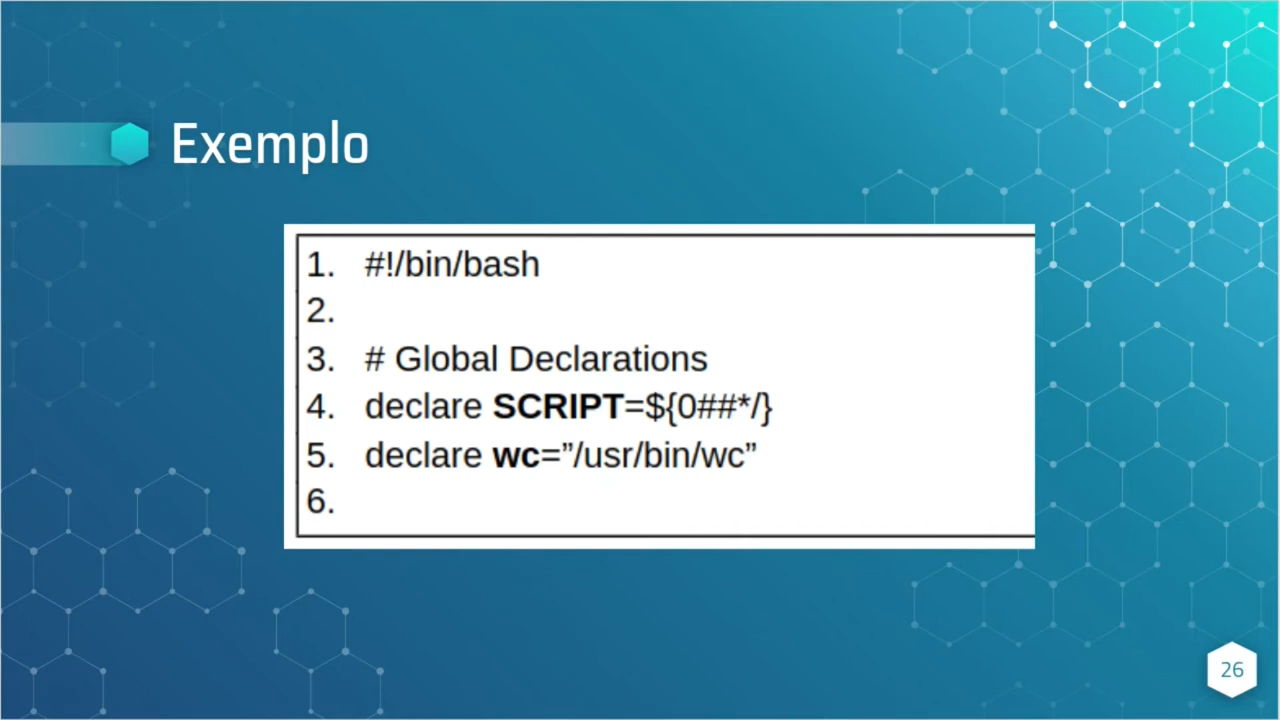 Exemplo
1. #!/bin/bash
2.
3. # Global Declarations
4. declare SCRIPT=${0##*/}
5. declare wc=”/usr/bin/wc”
6.
26